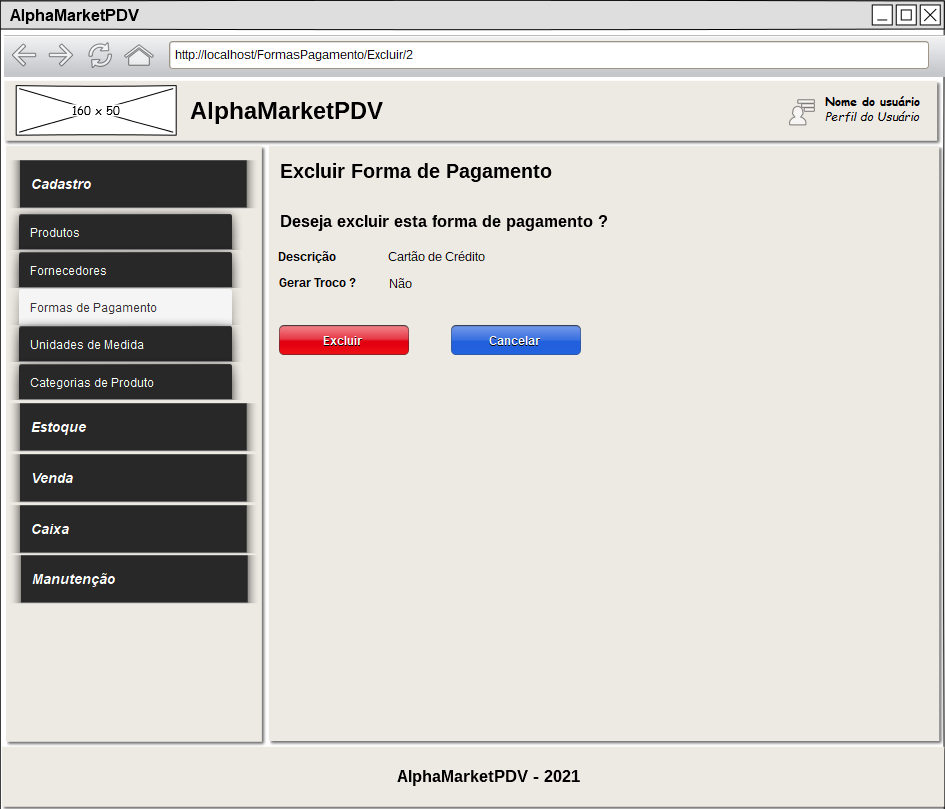 AlphaMarketPDV
http://localhost/FormasPagamento/Excluir/2
160 x 50
AlphaMarketPDV
Nome do usuário
Perfil do Usuário
Cadastro
Produtos
Fornecedores
Formas de Pagamento
Unidades de Medida
Categorias de Produto
Estoque
Venda
Caixa
Manutenção
Excluir Forma de Pagamento
Deseja excluir esta forma de pagamento ?
Descrição Cartão de Crédito
Gerar Troco ? Não
Excluir Cancelar
AlphaMarketPDV - 2021